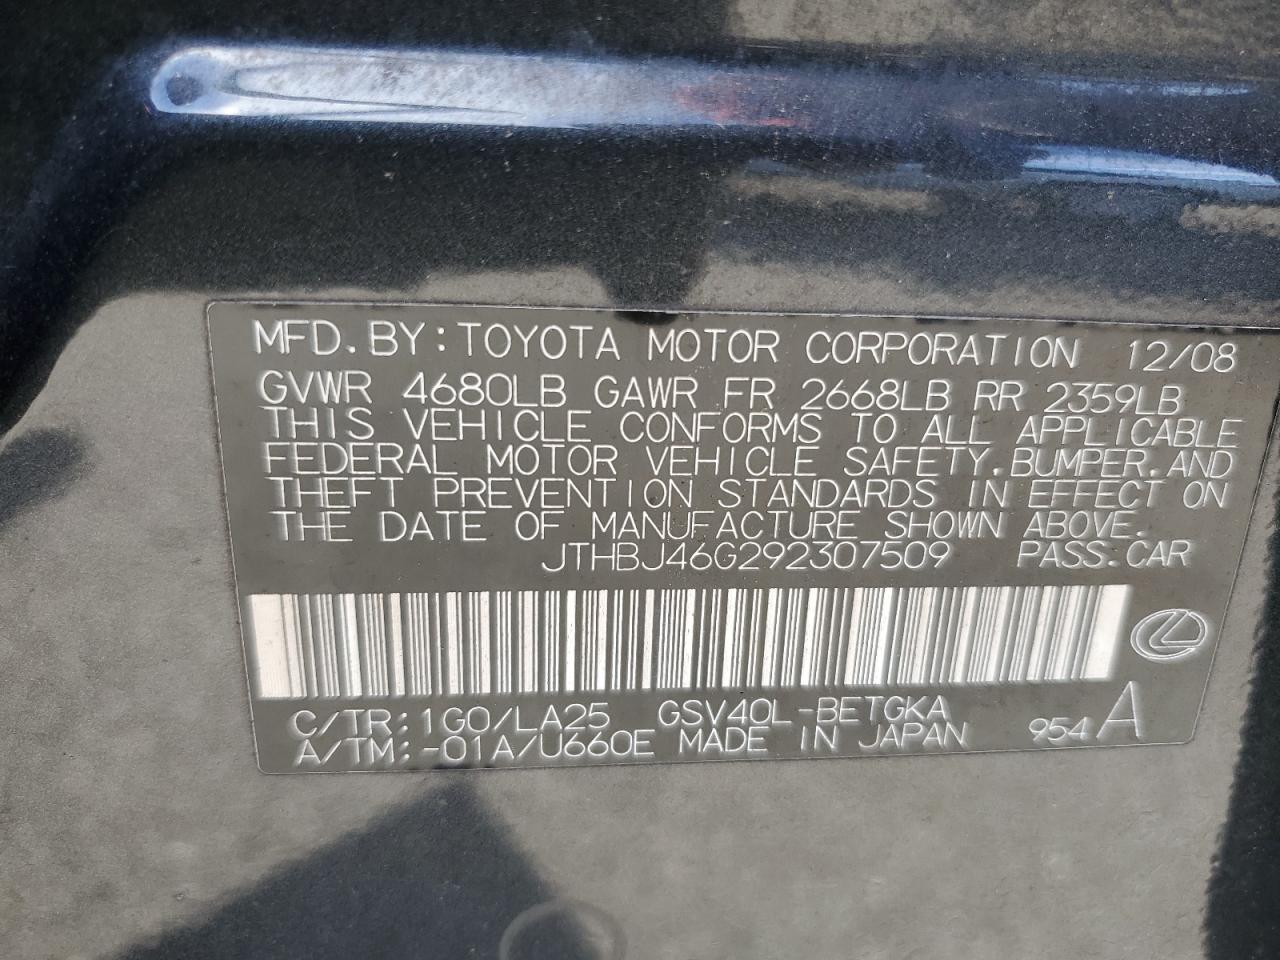 MFD. BY: TOYOTA MOTOR CORPORATION 12/08
GVWR 4680LB GAWR FR 2668LB RR 2359LB
THIS VEHICLE CONFORMS TO ALL APPLICABLE
FEDERAL MOTOR VEHICLE SAFETY, BUMPER, AND
THEFT PREVENTION STANDARDS IN EFFECT ON
THE DATE OF MANUFACTURE SHOWN ABOVE.
JTHBJ46G292307509 PASS. CAR
C/TR: 1G0/LA25 GSV40L-BETGKA
A/TM: -01A/U660E MADE IN JAPAN 954 A